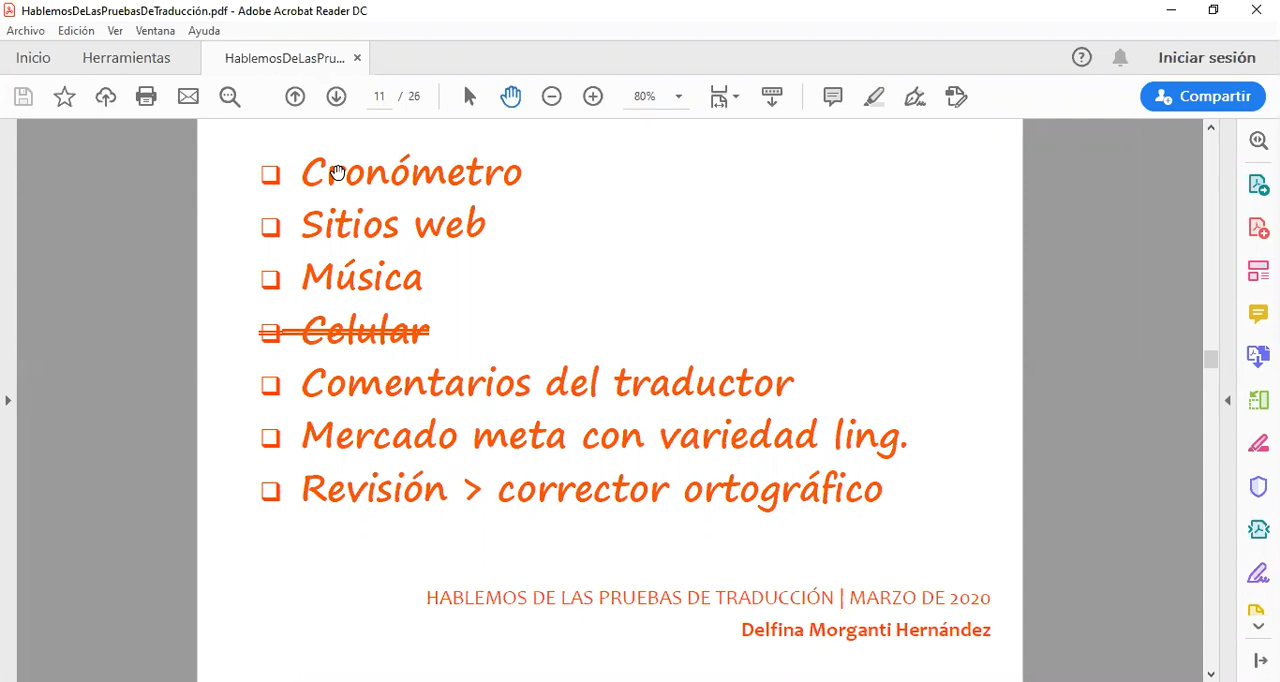 HablemosDeLasPruebasDeTraducción.pdf - Adobe Acrobat Reader DC
Archivo Edición Ver Ventana Ayuda
Inicio Herramientas HablemosDeLasPru... × Iniciar sesión
11 / 26 80% Compartir
Cronómetro
Sitios web
Música
Celular
Comentarios del traductor
Mercado meta con variedad ling.
Revisión > corrector ortográfico
HABLEMOS DE LAS PRUEBAS DE TRADUCCIÓN | MARZO DE 2020
Delfina Morganti Hernández